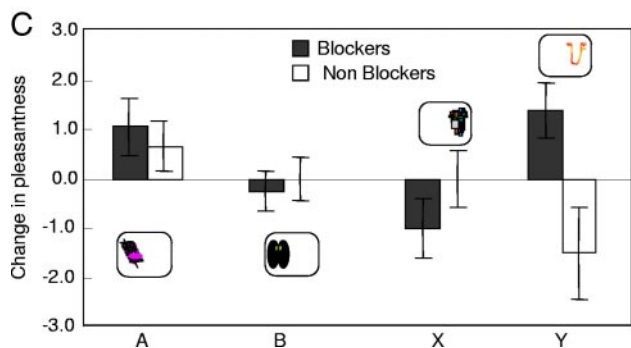 C
Change in pleasantness
3.0
2.0
1.0
0.0
-1.0
-2.0
-3.0
Blockers
Non Blockers
A B X Y